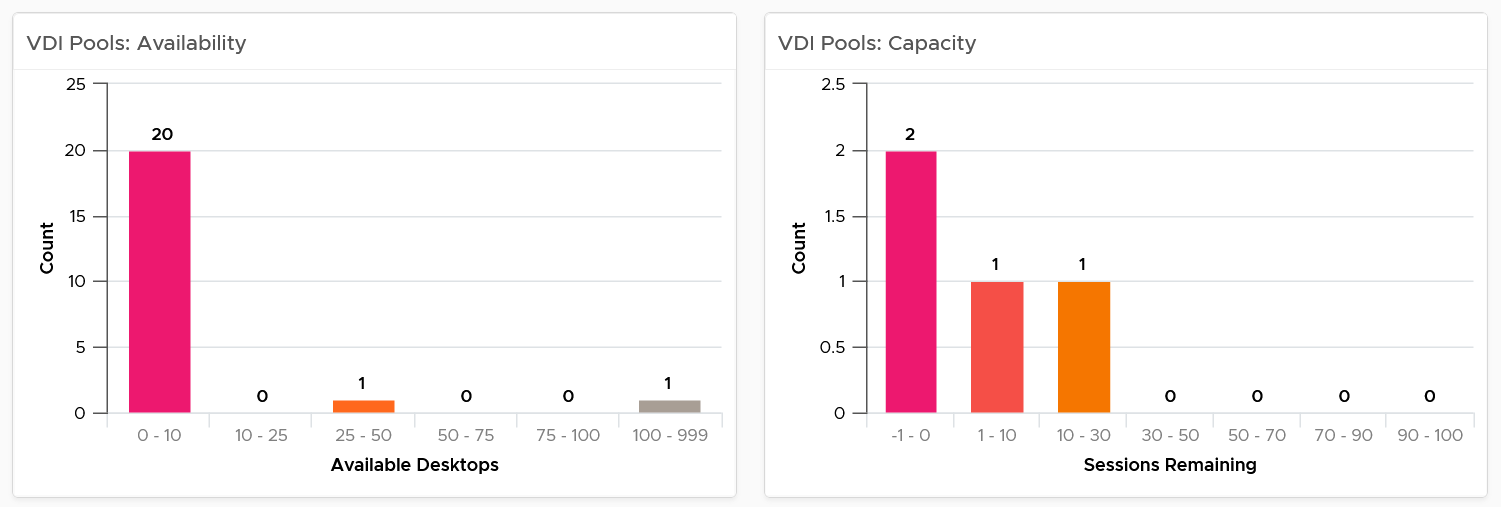 VDI Pools: Availability
25
20
15
10
5
0
Count
20
0
1
0
0
1
0 - 10
10 - 25
25 - 50
50 - 75
75 - 100
100 - 999
Available Desktops
VDI Pools: Capacity
2.5
2
1.5
1
0.5
0
Count
2
1
1
0
0
0
0
-1 - 0
1 - 10
10 - 30
30 - 50
50 - 70
70 - 90
90 - 100
Sessions Remaining